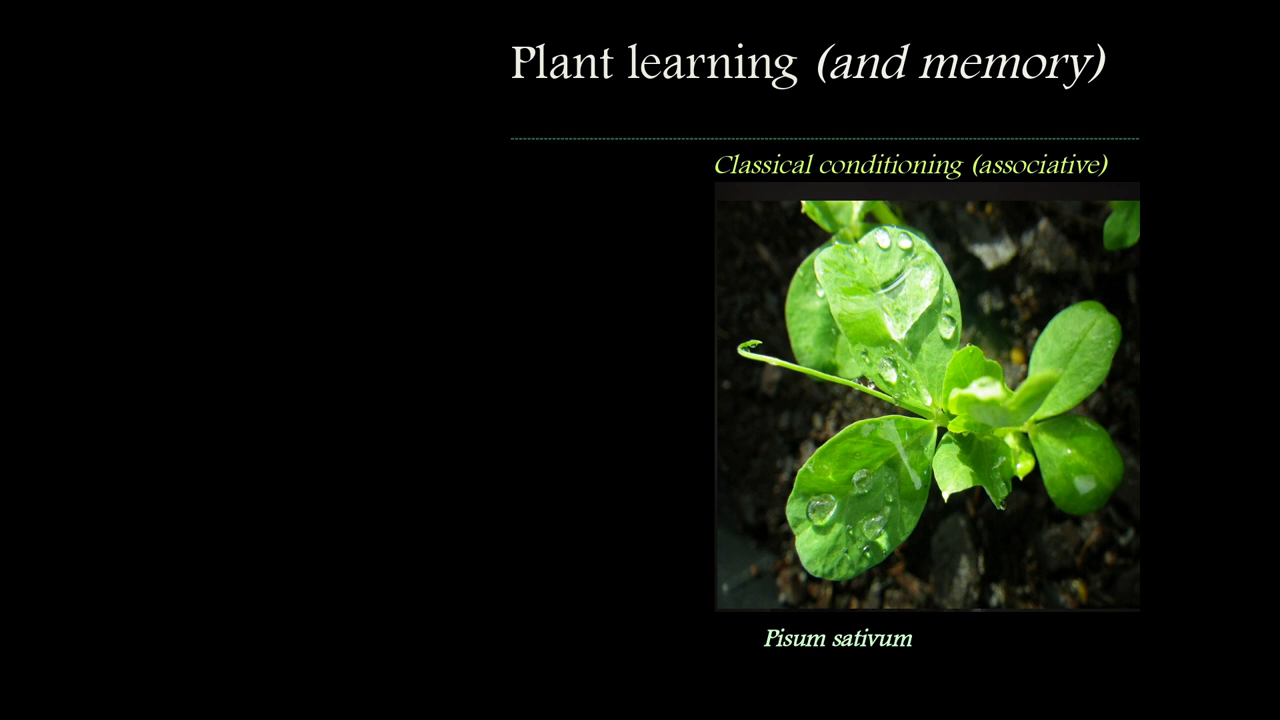 Plant learning (and memory)
Classical conditioning (associative)
Pisum sativum